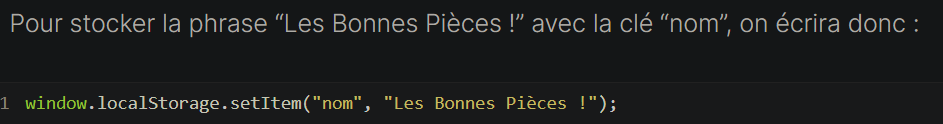 Pour stocker la phrase “Les Bonnes Pièces !” avec la clé “nom”, on écrira donc :
1 window.localStorage.setItem("nom", "Les Bonnes Pièces !");